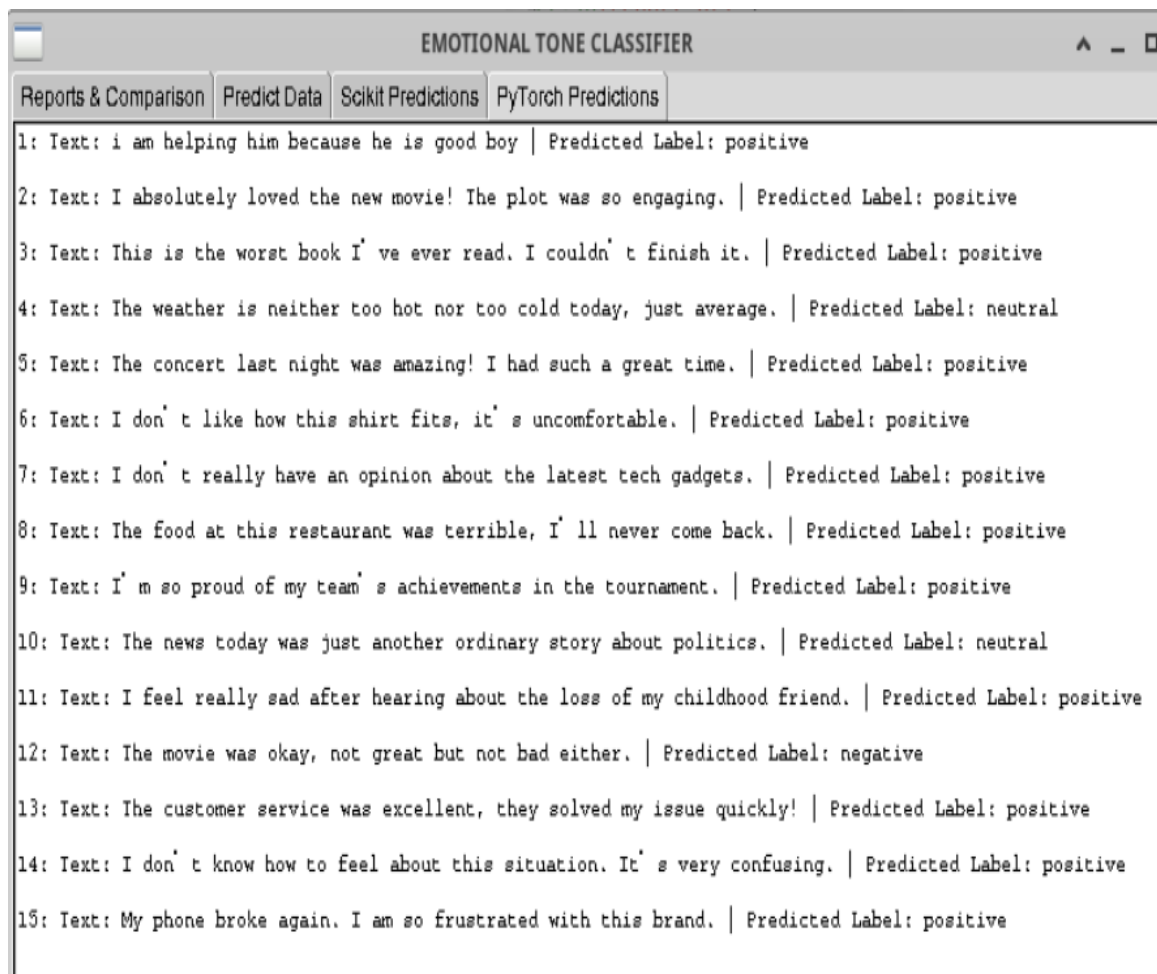 EMOTIONAL TONE CLASSIFIER
Reports & Comparison Predict Data Scikit Predictions PyTorch Predictions
1: Text: i am helping him because he is good boy | Predicted Label: positive
2: Text: I absolutely loved the new movie! The plot was so engaging. | Predicted Label: positive
3: Text: This is the worst book I’ve ever read. I couldn’t finish it. | Predicted Label: positive
4: Text: The weather is neither too hot nor too cold today, just average. | Predicted Label: neutral
5: Text: The concert last night was amazing! I had such a great time. | Predicted Label: positive
6: Text: I don’t like how this shirt fits, it’s uncomfortable. | Predicted Label: positive
7: Text: I don’t really have an opinion about the latest tech gadgets. | Predicted Label: positive
8: Text: The food at this restaurant was terrible, I’ll never come back. | Predicted Label: positive
9: Text: I’m so proud of my team’s achievements in the tournament. | Predicted Label: positive
10: Text: The news today was just another ordinary story about politics. | Predicted Label: neutral
11: Text: I feel really sad after hearing about the loss of my childhood friend. | Predicted Label: positive
12: Text: The movie was okay, not great but not bad either. | Predicted Label: negative
13: Text: The customer service was excellent, they solved my issue quickly! | Predicted Label: positive
14: Text: I don’t know how to feel about this situation. It’s very confusing. | Predicted Label: positive
15: Text: My phone broke again. I am so frustrated with this brand. | Predicted Label: positive